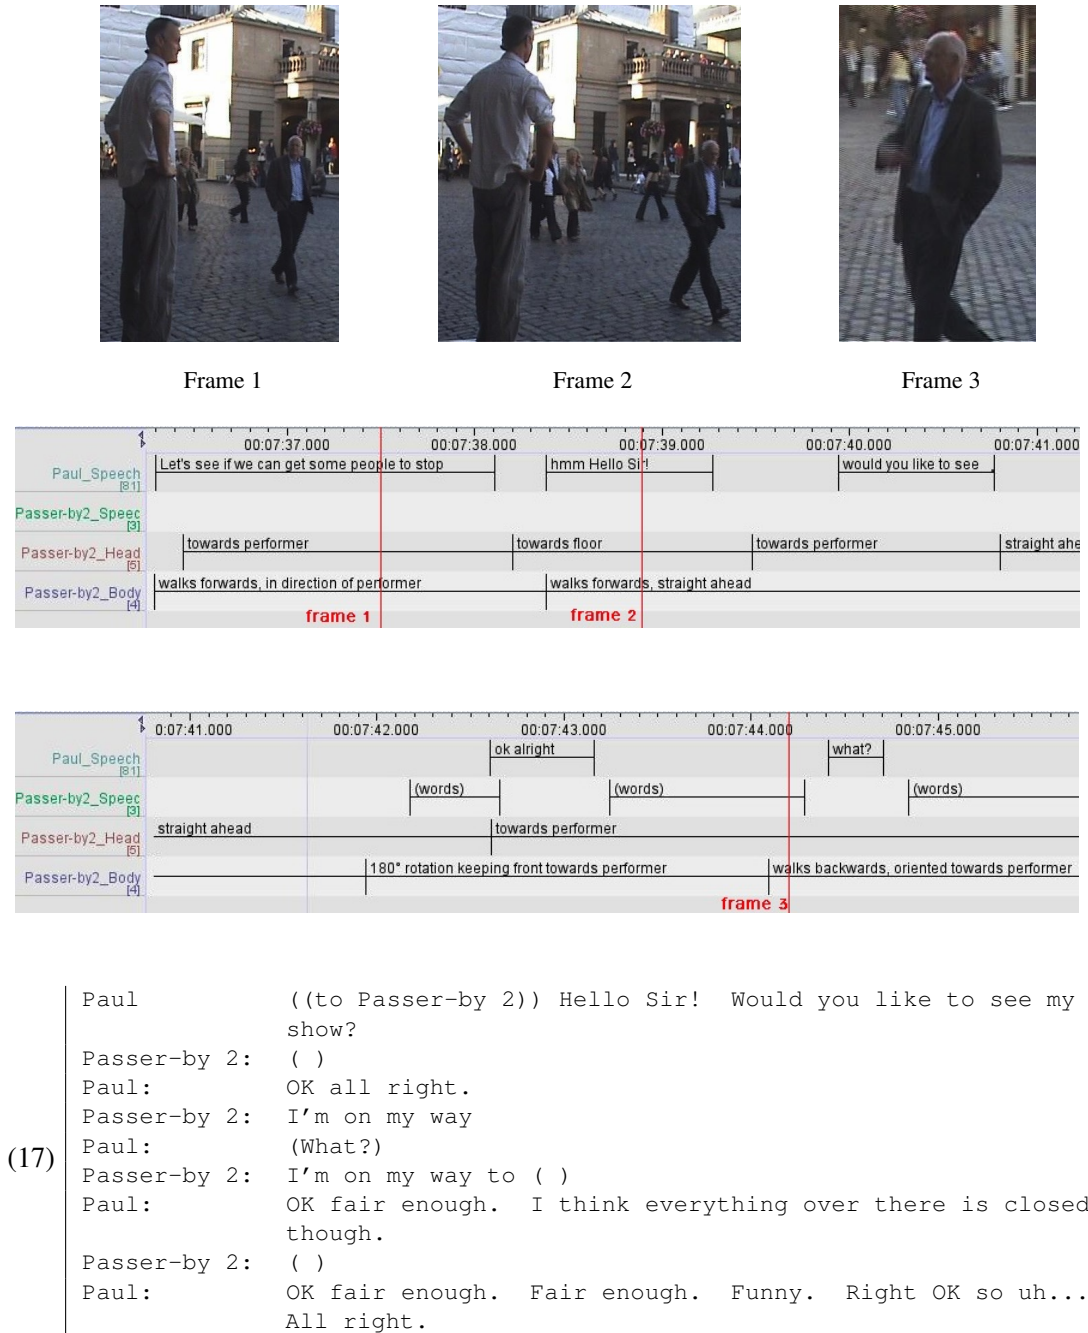 Frame 1
Frame 2
Frame 3
00:07:37.000 00:07:38.000 00:07:39.000 00:07:40.000 00:07:41.000
Paul_Speech Let's see if we can get some people to stop hmm Hello Sir! would you like to see
[81]
Passer-by2_Speec
[3]
Passer-by2_Head towards performer towards floor towards performer straight ahe
[5]
Passer-by2_Body walks forwards, in direction of performer walks forwards, straight ahead
[4]
frame 1 frame 2
0:07:41.000 00:07:42.000 00:07:43.000 00:07:44.000 00:07:45.000
Paul_Speech ok alright what?
[81]
Passer-by2_Speec (words) (words) (words)
[3]
Passer-by2_Head straight ahead towards performer
[5]
Passer-by2_Body 180° rotation keeping front towards performer walks backwards, oriented towards performer
[4]
frame 3
(17)
Paul ((to Passer-by 2)) Hello Sir! Would you like to see my
show?
Passer-by 2: ( )
Paul: OK all right.
Passer-by 2: I'm on my way
Paul: (What?)
Passer-by 2: I'm on my way to ( )
Paul: OK fair enough. I think everything over there is closed
though.
Passer-by 2: ( )
Paul: OK fair enough. Fair enough. Funny. Right OK so uh...
All right.